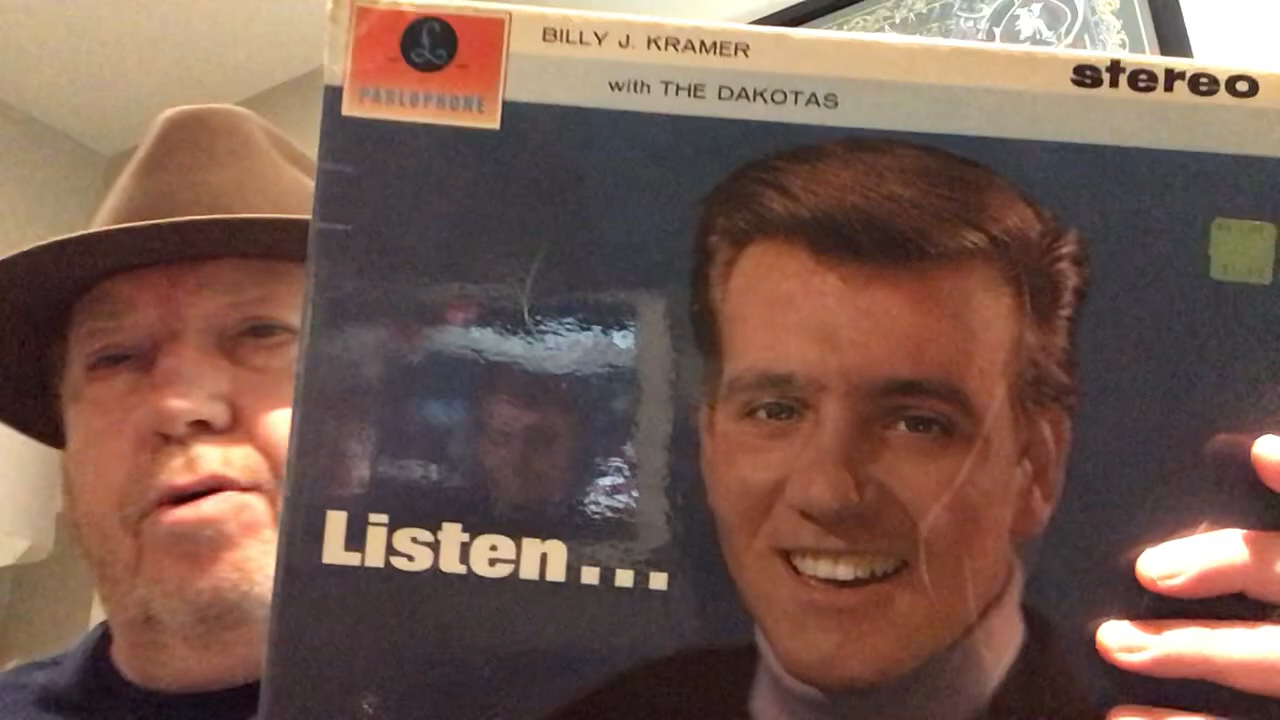 PARLOPHONE
BILLY J. KRAMER
with THE DAKOTAS
stereo
Listen...